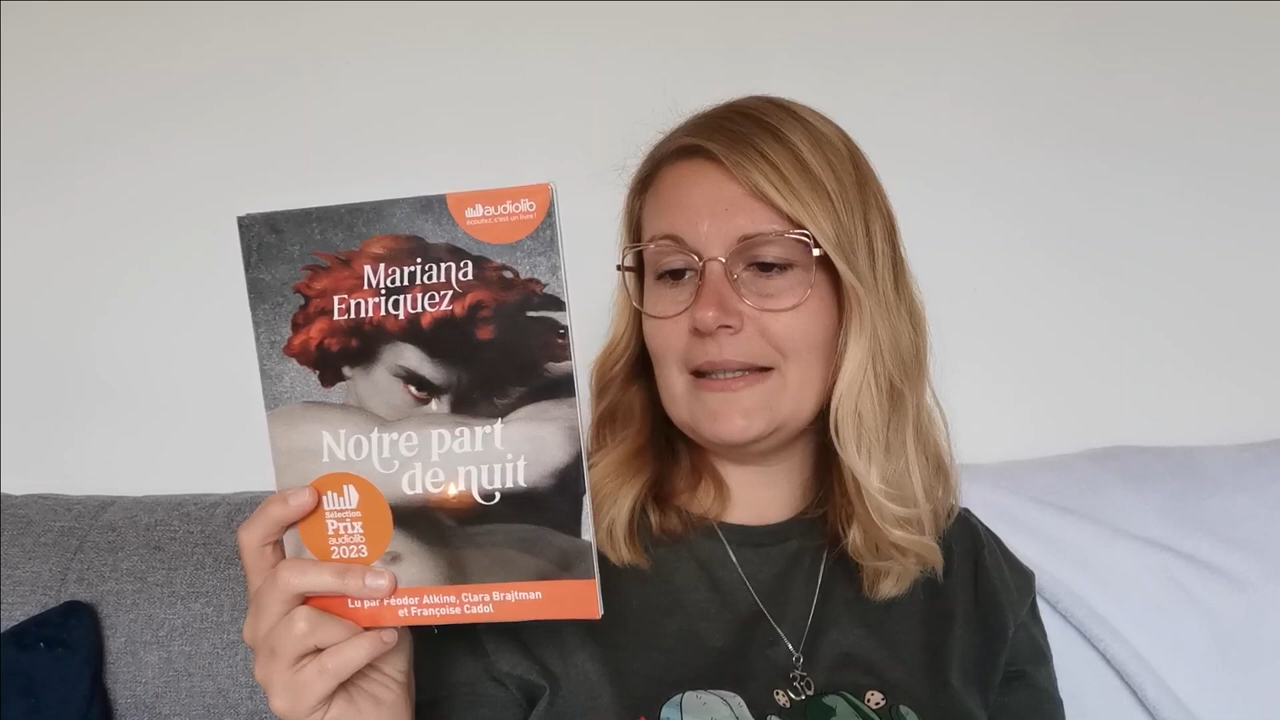 audiolib
écoutez, c'est un livre !
Mariana
Enriquez
Notre part
de nuit
Sélection
Prix
audiolib
2023
Lu par Féodor Atkine, Clara Brajtman
et Françoise Cadol